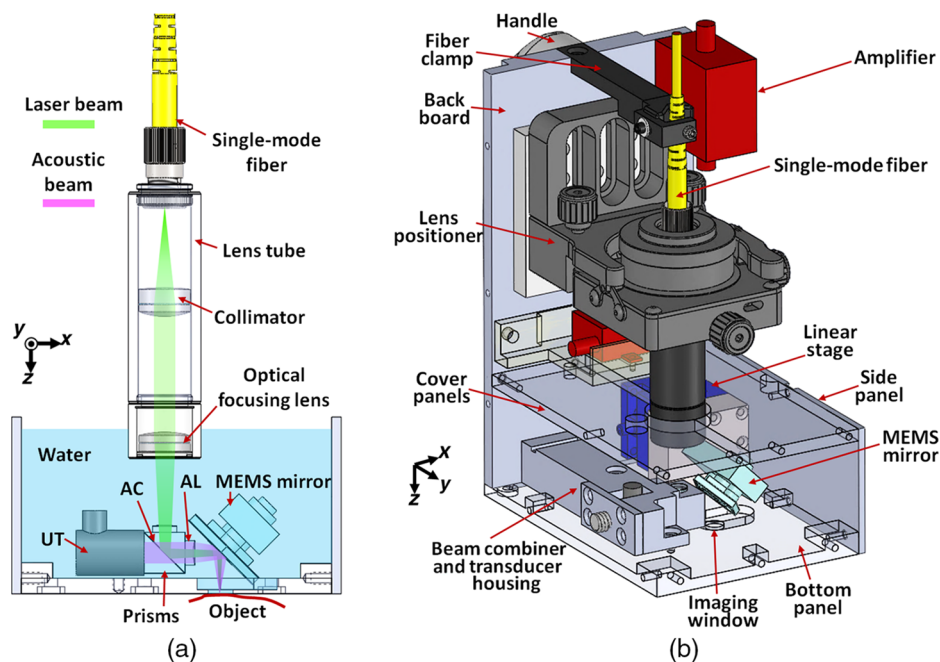 Laser beam
Acoustic
beam
Single-mode
fiber
Lens tube
Collimator
y
x
z
Optical
focusing lens
Water
AC
AL
MEMS mirror
UT
Prisms
Object
(a)
Handle
Fiber
clamp
Amplifier
Back
board
Single-mode fiber
Lens
positioner
Linear
stage
Cover
panels
Side
panel
MEMS
mirror
x
y
z
Beam combiner
and transducer
housing
Imaging
window
Bottom
panel
(b)